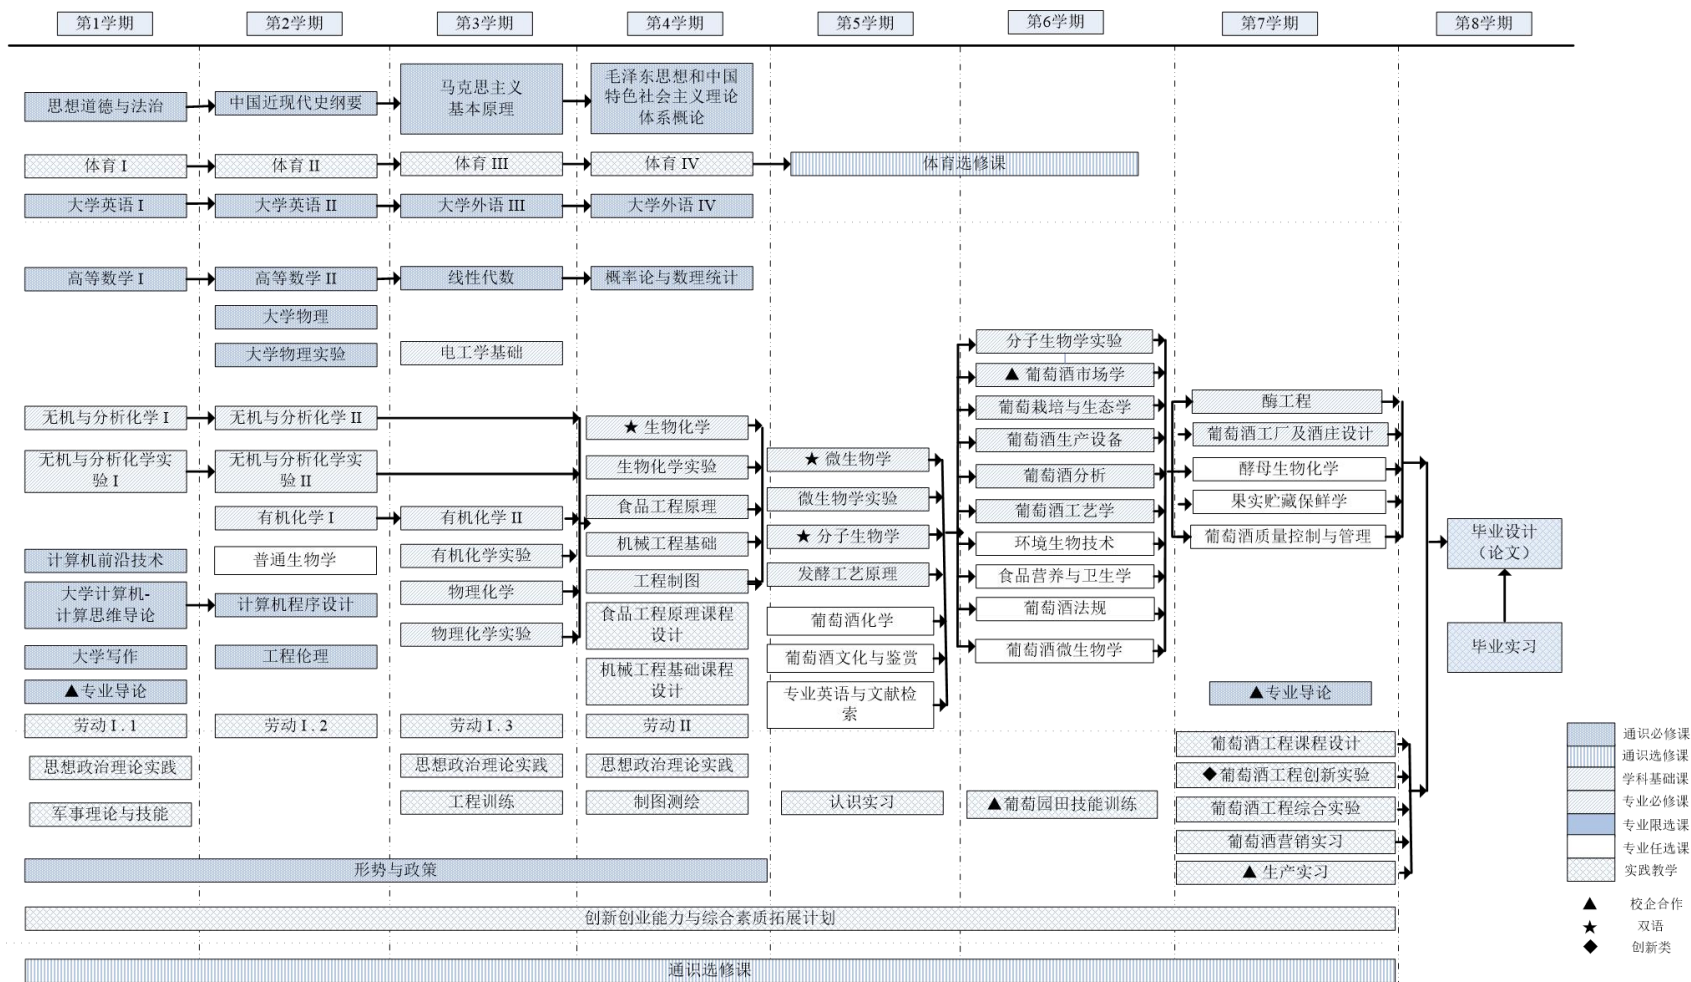 第1学期
第2学期
第3学期
第4学期
第5学期
第6学期
第7学期
第8学期
思想道德与法治
中国近现代史纲要
马克思主义
基本原理
毛泽东思想和中国
特色社会主义理论
体系概论
体育 I
体育 II
体育 III
体育 IV
体育选修课
大学英语 I
大学英语 II
大学外语 III
大学外语 IV
高等数学 I
高等数学 II
线性代数
概率论与数理统计
大学物理
大学物理实验
电工学基础
无机与分析化学 I
无机与分析化学 II
无机与分析化学实
验 I
无机与分析化学实
验 II
有机化学 I
有机化学 II
普通生物学
有机化学实验
物理化学
物理化学实验
计算机前沿技术
大学计算机-
计算思维导论
计算机程序设计
大学写作
工程伦理
▲专业导论
劳动 I . 1
劳动 I . 2
劳动 I . 3
劳动 II
★ 生物化学
生物化学实验
食品工程原理
机械工程基础
工程制图
食品工程原理课程
设计
机械工程基础课程
设计
★ 微生物学
微生物学实验
★ 分子生物学
发酵工艺原理
葡萄酒化学
葡萄酒文化与鉴赏
专业英语与文献检
索
分子生物学实验
▲ 葡萄酒市场学
葡萄栽培与生态学
葡萄酒生产设备
葡萄酒分析
葡萄酒工艺学
环境生物技术
食品营养与卫生学
葡萄酒法规
葡萄酒微生物学
酶工程
葡萄酒工厂及酒庄设计
酵母生物化学
果实贮藏保鲜学
葡萄酒质量控制与管理
▲专业导论
毕业设计
（论文）
毕业实习
思想政治理论实践
思想政治理论实践
思想政治理论实践
军事理论与技能
工程训练
制图测绘
认识实习
▲葡萄园田技能训练
葡萄酒工程课程设计
◆葡萄酒工程创新实验
葡萄酒工程综合实验
葡萄酒营销实习
▲ 生产实习
形势与政策
创新创业能力与综合素质拓展计划
通识选修课
通识必修课
通识选修课
学科基础课
专业必修课
专业限选课
专业任选课
实践教学
▲ 校企合作
★ 双语
◆ 创新类